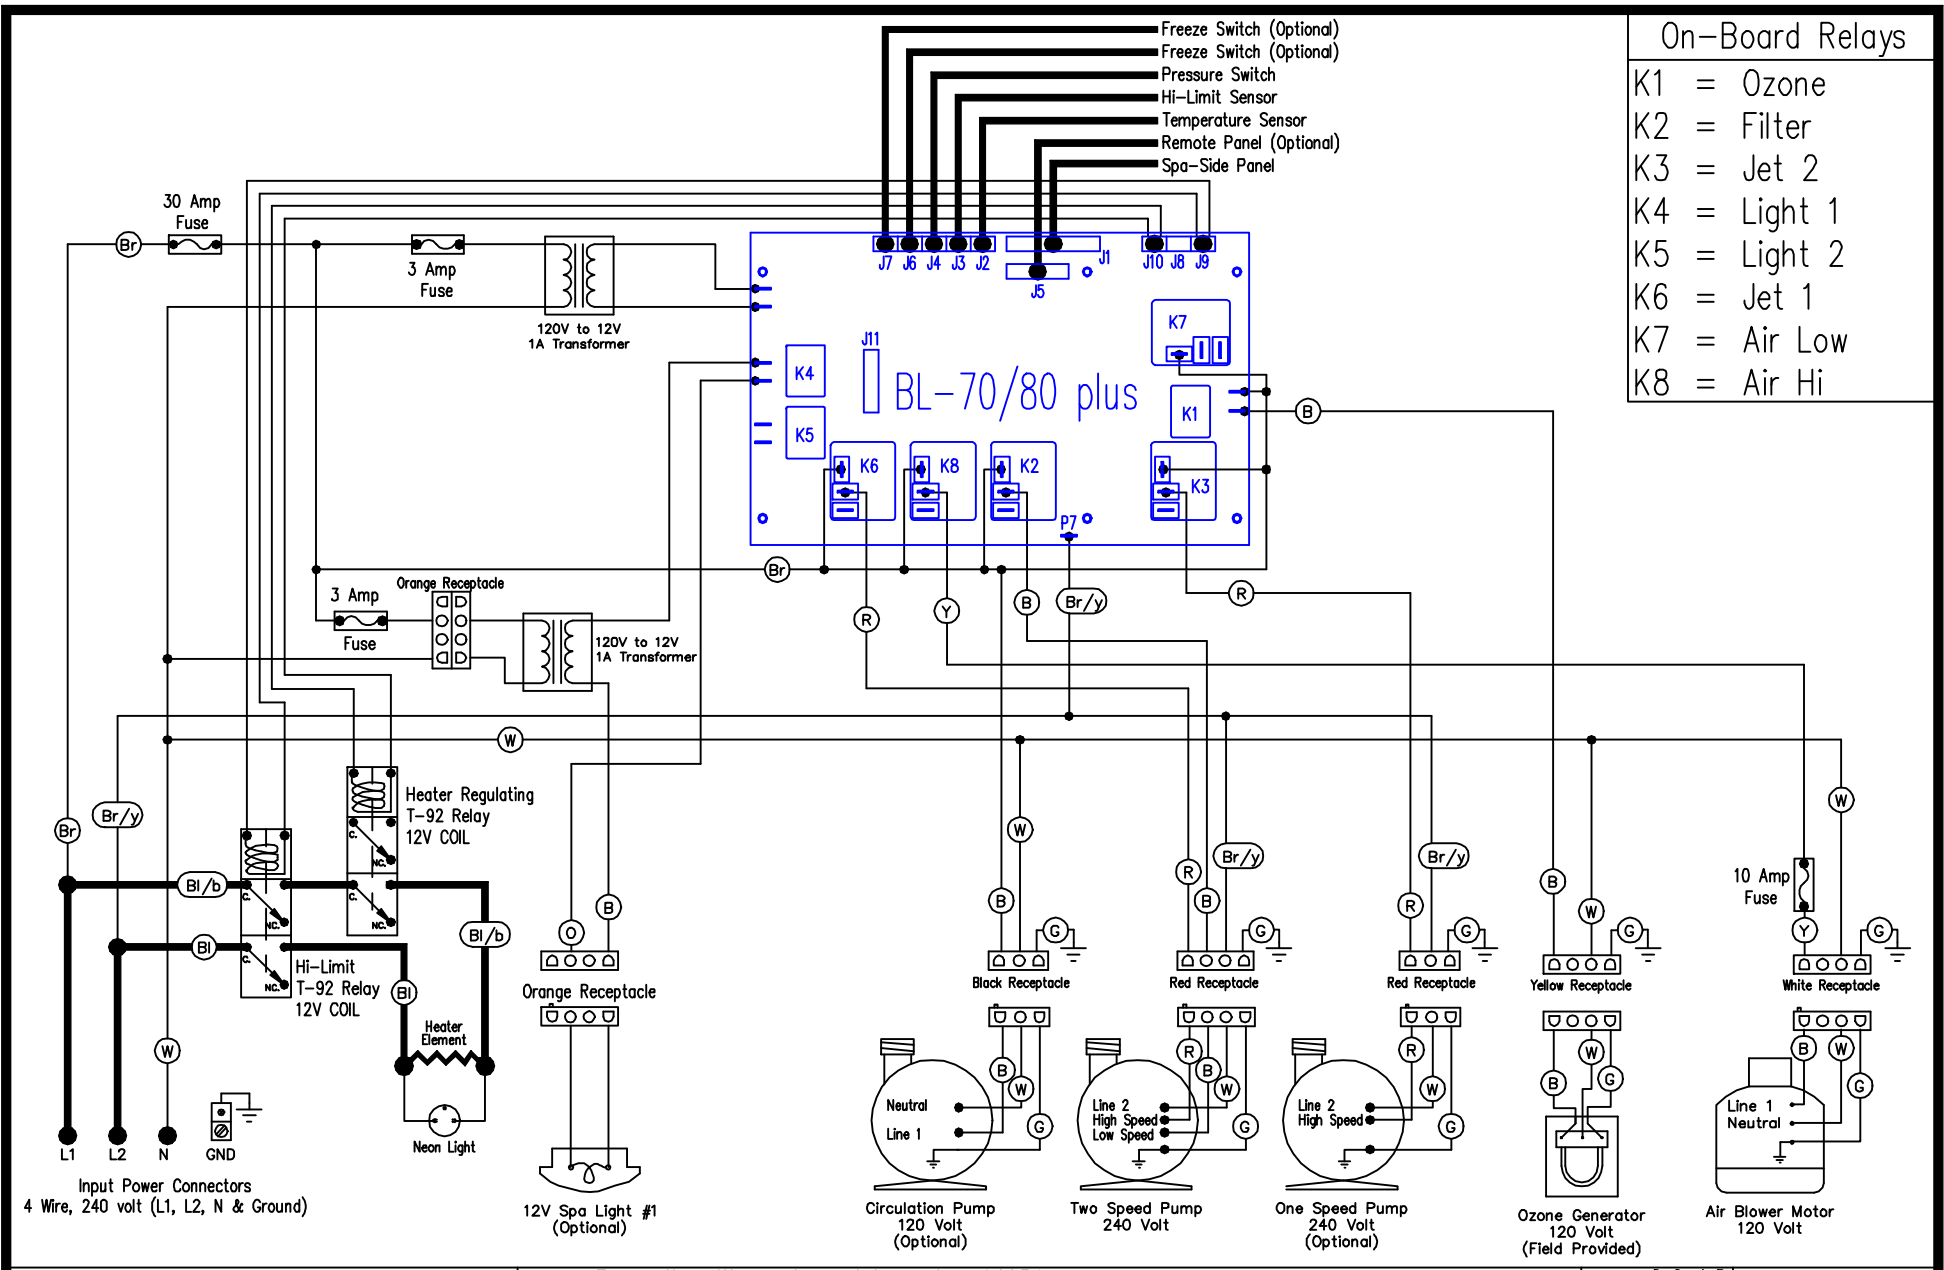 Freeze Switch (Optional)
Freeze Switch (Optional)
Pressure Switch
Hi-Limit Sensor
Temperature Sensor
Remote Panel (Optional)
Spa-Side Panel
On-Board Relays
K1 = Ozone
K2 = Filter
K3 = Jet 2
K4 = Light 1
K5 = Light 2
K6 = Jet 1
K7 = Air Low
K8 = Air Hi
30 Amp
Fuse
Br
3 Amp
Fuse
120V to 12V
1A Transformer
J7 J6 J4 J3 J2
J1
J5
J10 J8 J9
K7
J11
K4
BL-70/80 plus
K1
B
K5
K6
K8
K2
K3
P7
Br
Orange Receptacle
3 Amp
Fuse
120V to 12V
1A Transformer
R
Y
B
Br/y
R
W
Heater Regulating
T-92 Relay
12V COIL
C.
NC.
C.
NC.
Br/y
Br
Bl/b
C.
NC.
Bl
C.
NC.
Hi-Limit
T-92 Relay
12V COIL
Bl/b
Bl
Heater
Element
Neon Light
W
L1
L2
N
GND
Input Power Connectors
4 Wire, 240 volt (L1, L2, N & Ground)
O
B
Orange Receptacle
12V Spa Light #1
(Optional)
B
W
G
Black Receptacle
B
W
G
Neutral
Line 1
Circulation Pump
120 Volt
(Optional)
R
B
Br/y
G
Red Receptacle
R
B
W
G
Line 2
High Speed
Low Speed
Two Speed Pump
240 Volt
R
Br/y
G
Red Receptacle
R
W
G
Line 2
High Speed
One Speed Pump
240 Volt
(Optional)
B
W
G
Yellow Receptacle
B
W
G
Ozone Generator
120 Volt
(Field Provided)
10 Amp
Fuse
Y
W
G
White Receptacle
B
W
G
Line 1
Neutral
Air Blower Motor
120 Volt